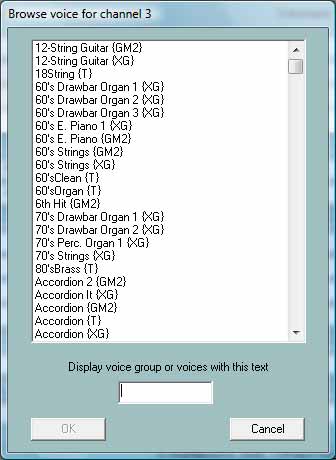 Browse voice for channel 3
12-String Guitar {GM2}
12-String Guitar {XG}
18String {T}
60's Drawbar Organ 1 {XG}
60's Drawbar Organ 2 {XG}
60's Drawbar Organ 3 {XG}
60's E. Piano 1 {XG}
60's E. Piano {GM2}
60's Strings {GM2}
60's Strings {XG}
60'sClean {T}
60'sOrgan {T}
6th Hit {GM2}
70's Drawbar Organ 1 {XG}
70's Drawbar Organ 2 {XG}
70's Perc. Organ 1 {XG}
70's Strings {XG}
80'sBrass {T}
Accordion 2 {GM2}
Accordion It {XG}
Accordion {GM2}
Accordion {T}
Accordion {XG}
Display voice group or voices with this text
OK
Cancel